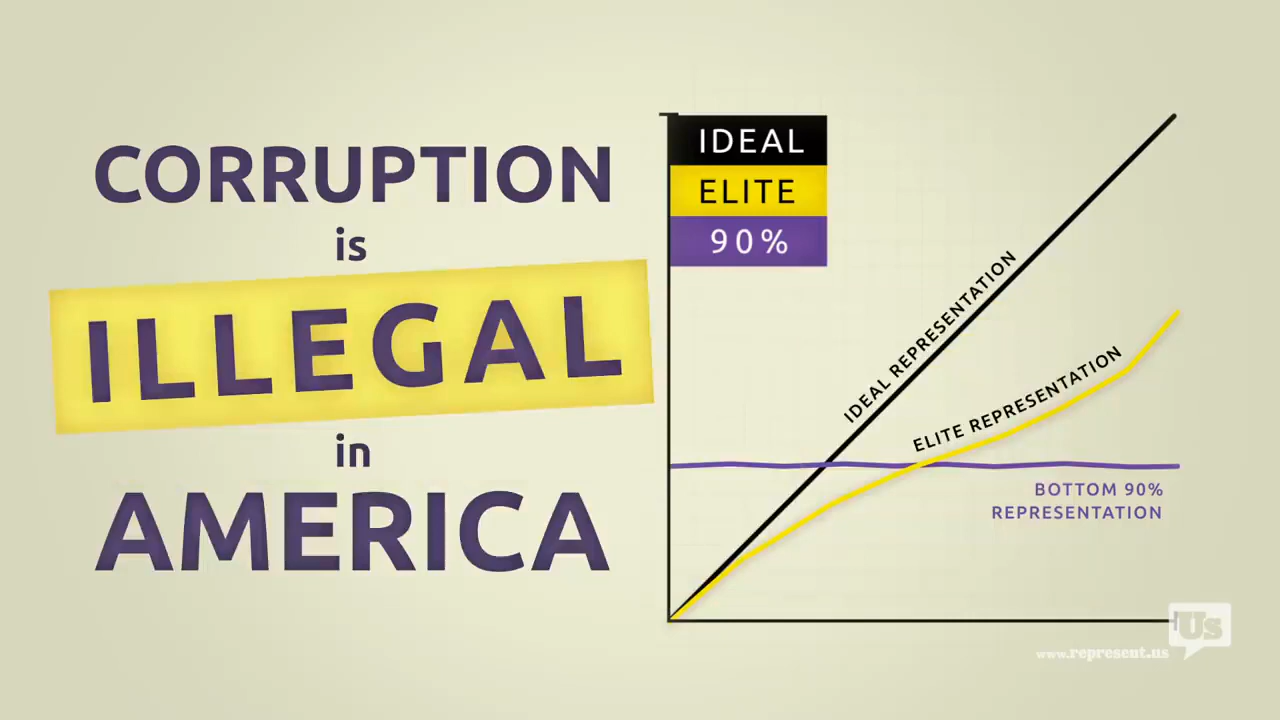 CORRUPTION
is
ILLEGAL
in
AMERICA
IDEAL
ELITE
90%
IDEAL REPRESENTATION
ELITE REPRESENTATION
BOTTOM 90%
REPRESENTATION
Us
www.represent.us